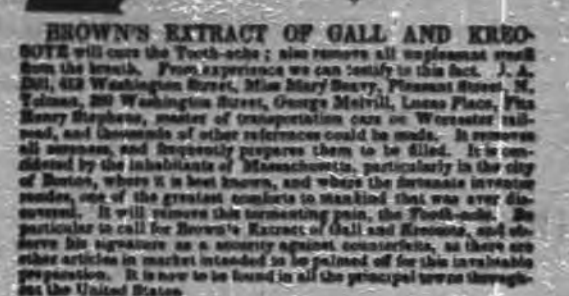 BROWN'S EXTRACT OF GALL AND KREO-
SOTE will cure the Tooth-ache; also remove all unpleasant smell
from the breath. From experience we can testify to this fact. J. A.
Washington Street, Miss Mary Seavy, Pleasant Street, N.
Tolman, Washington Street, George Melvill, Lucas Place,
Henry Stephens, master of transportation cars on Worcester rail-
road, and thousands of other references could be made. It removes
all soreness, and frequently prepares them to be filled. It is con-
sidered by the inhabitants of Massachusetts, particularly in the city
of Boston, where it is best known, and where the fortunate inventor
resides, one of the greatest comforts to mankind that was ever dis-
covered. It will remove this tormenting pain, the Tooth-ache. Be
particular to call for Brown's Extract of Gall and Kreosote, and ob-
serve his signature as a security against counterfeits, as there are
other articles in market intended to be palmed off for this invaluable
preparation. It is now to be found in all the principal towns through-
out the United States